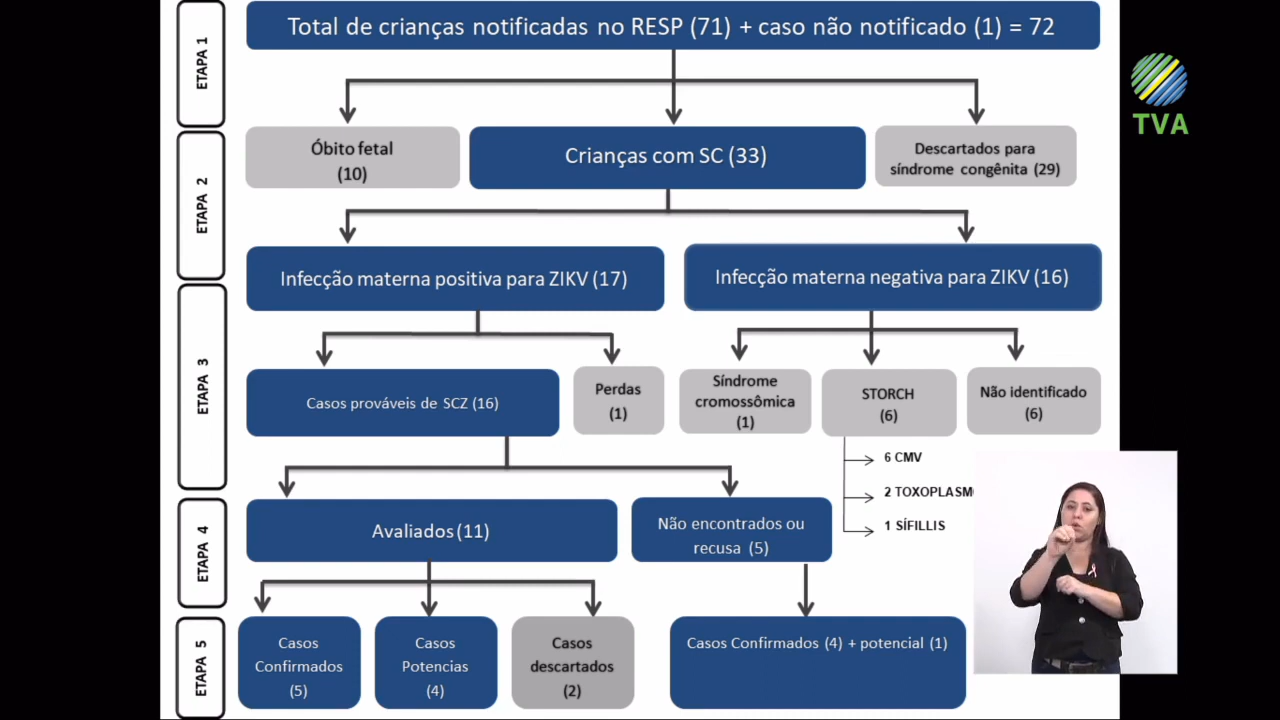 ETAPA 1
Total de crianças notificadas no RESP (71) + caso não notificado (1) = 72
TVA
ETAPA 2
Óbito fetal
(10)
Crianças com SC (33)
Descartados para
síndrome congênita (29)
Infecção materna positiva para ZIKV (17)
Infecção materna negativa para ZIKV (16)
ETAPA 3
Casos prováveis de SCZ (16)
Perdas
(1)
Síndrome
cromossômica
(1)
STORCH
(6)
Não identificado
(6)
6 CMV
2 TOXOPLASM
1 SÍFILLIS
ETAPA 4
Avaliados (11)
Não encontrados ou
recusa (5)
ETAPA 5
Casos
Confirmados
(5)
Casos
Potencias
(4)
Casos
descartados
(2)
Casos Confirmados (4) + potencial (1)